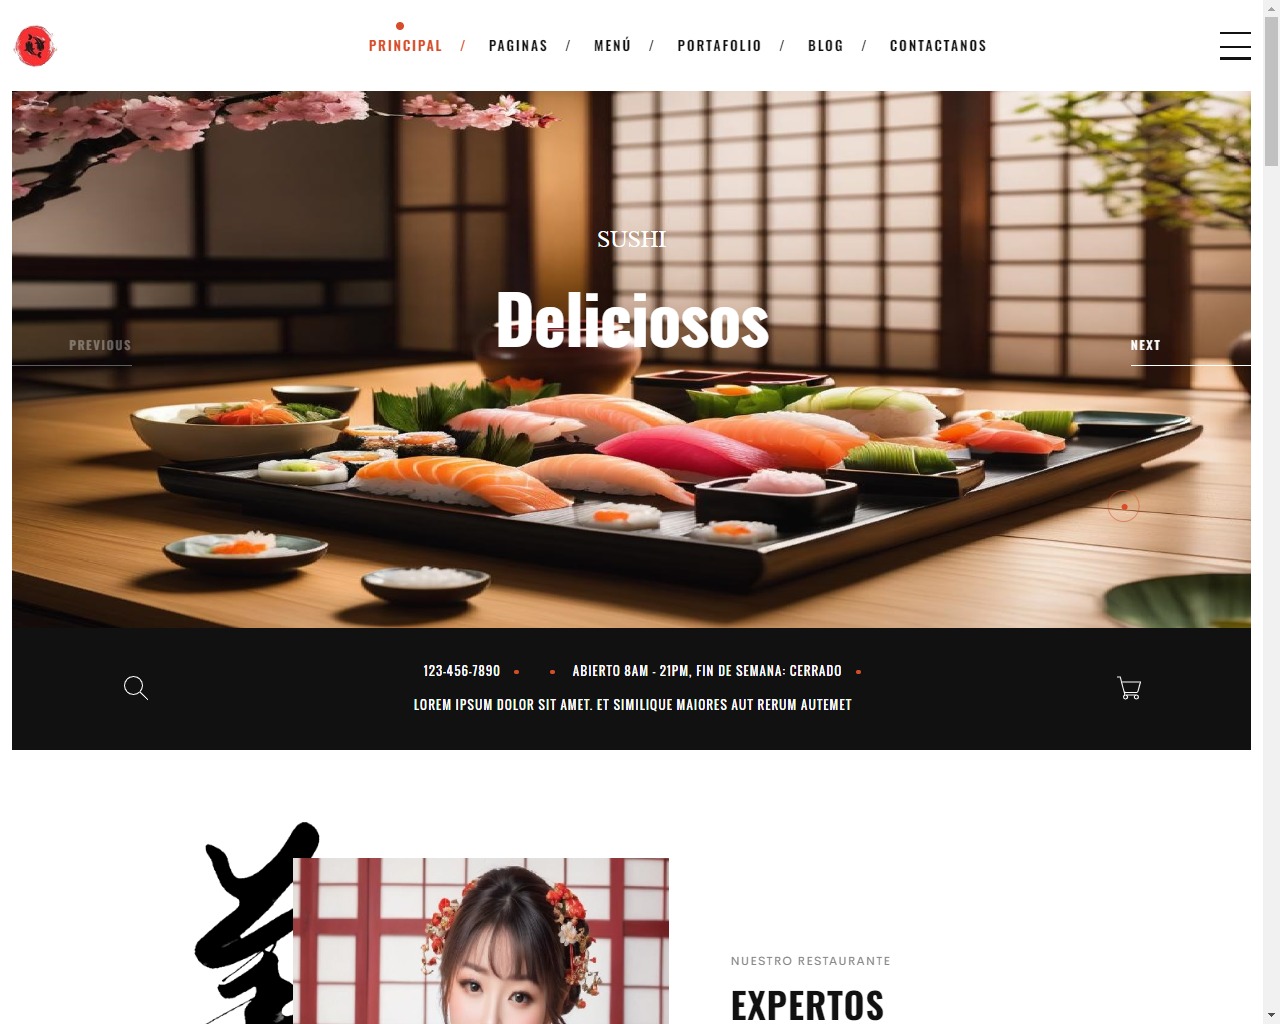 PRINCIPAL / PAGINAS / MENÚ / PORTAFOLIO / BLOG / CONTACTANOS
SUSHI
Deliciosos
PREVIOUS
NEXT
123-456-7890 • • ABIERTO 8AM - 21PM, FIN DE SEMANA: CERRADO •
LOREM IPSUM DOLOR SIT AMET. ET SIMILIQUE MAIORES AUT RERUM AUTEMET
NUESTRO RESTAURANTE
EXPERTOS